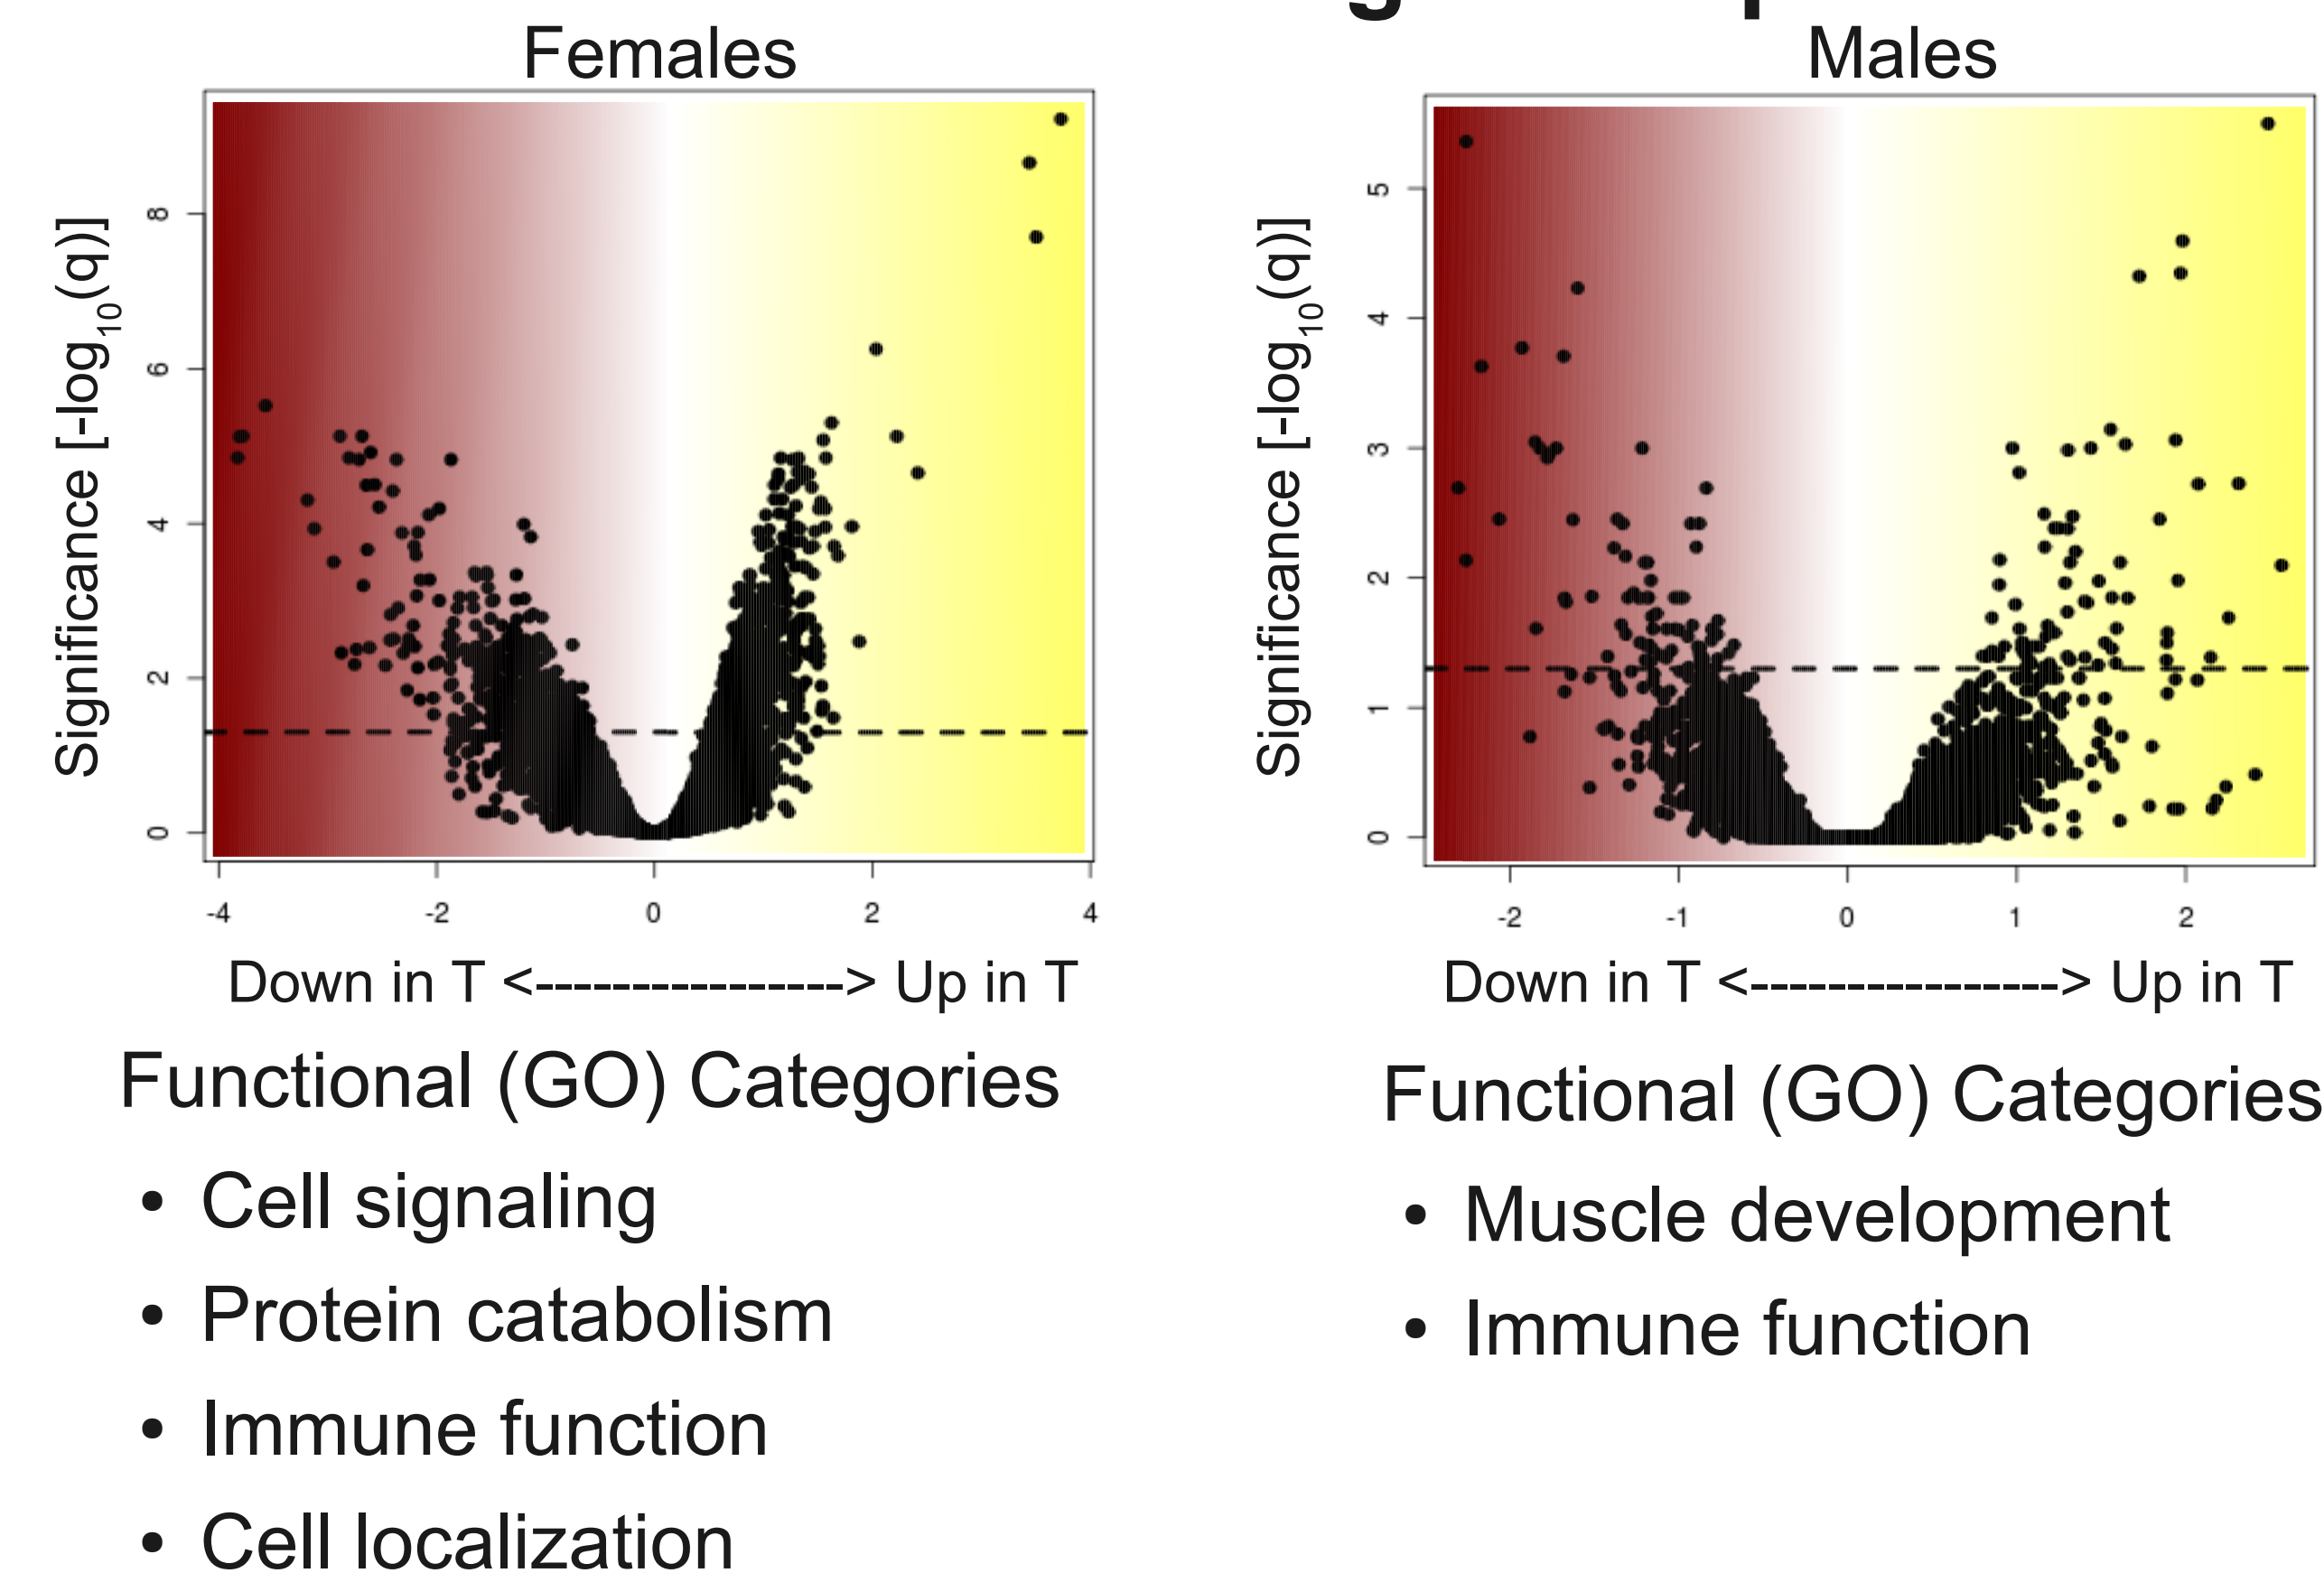 Females
Males
Significance [-log10(q)]
8
6
4
2
0
-4
-2
0
2
4
Down in T <----------------> Up in T
Significance [-log10(q)]
5
4
3
2
1
0
-2
-1
0
1
2
Down in T <----------------> Up in T
Functional (GO) Categories
• Cell signaling
• Protein catabolism
• Immune function
• Cell localization
Functional (GO) Categories
• Muscle development
• Immune function